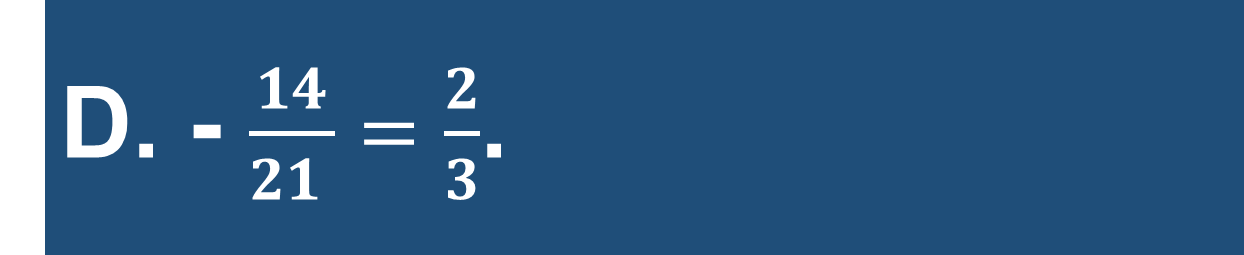 D. - 14/21 = 2/3.